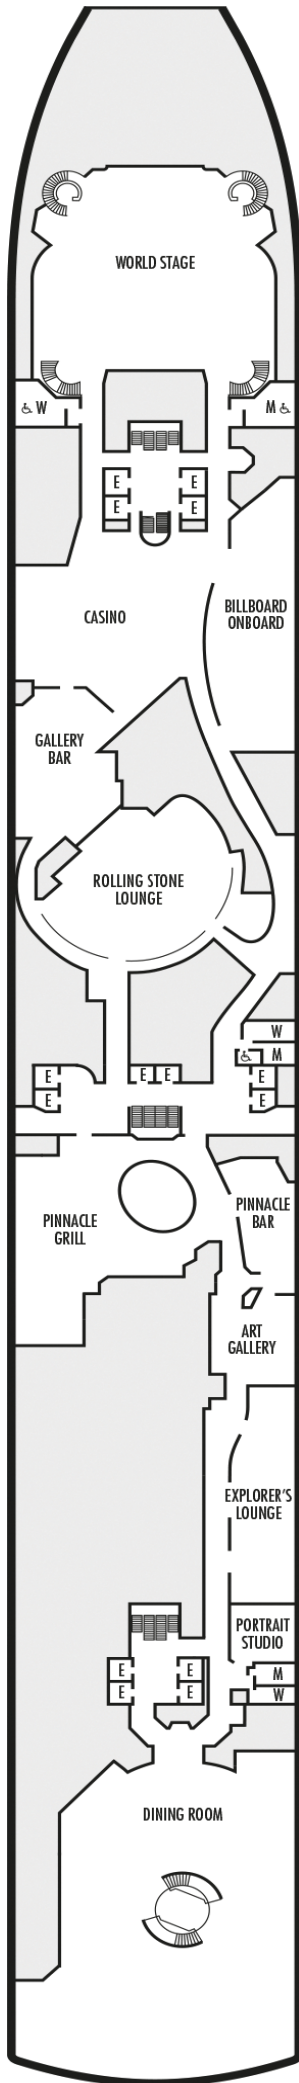 WORLD STAGE
W
M
E
E
E
E
CASINO
BILLBOARD
ONBOARD
GALLERY
BAR
ROLLING STONE
LOUNGE
W
M
E
E
E
E
E
E
PINNACLE
BAR
PINNACLE
GRILL
ART
GALLERY
EXPLORER'S
LOUNGE
PORTRAIT
STUDIO
E
E
M
E
E
W
DINING ROOM